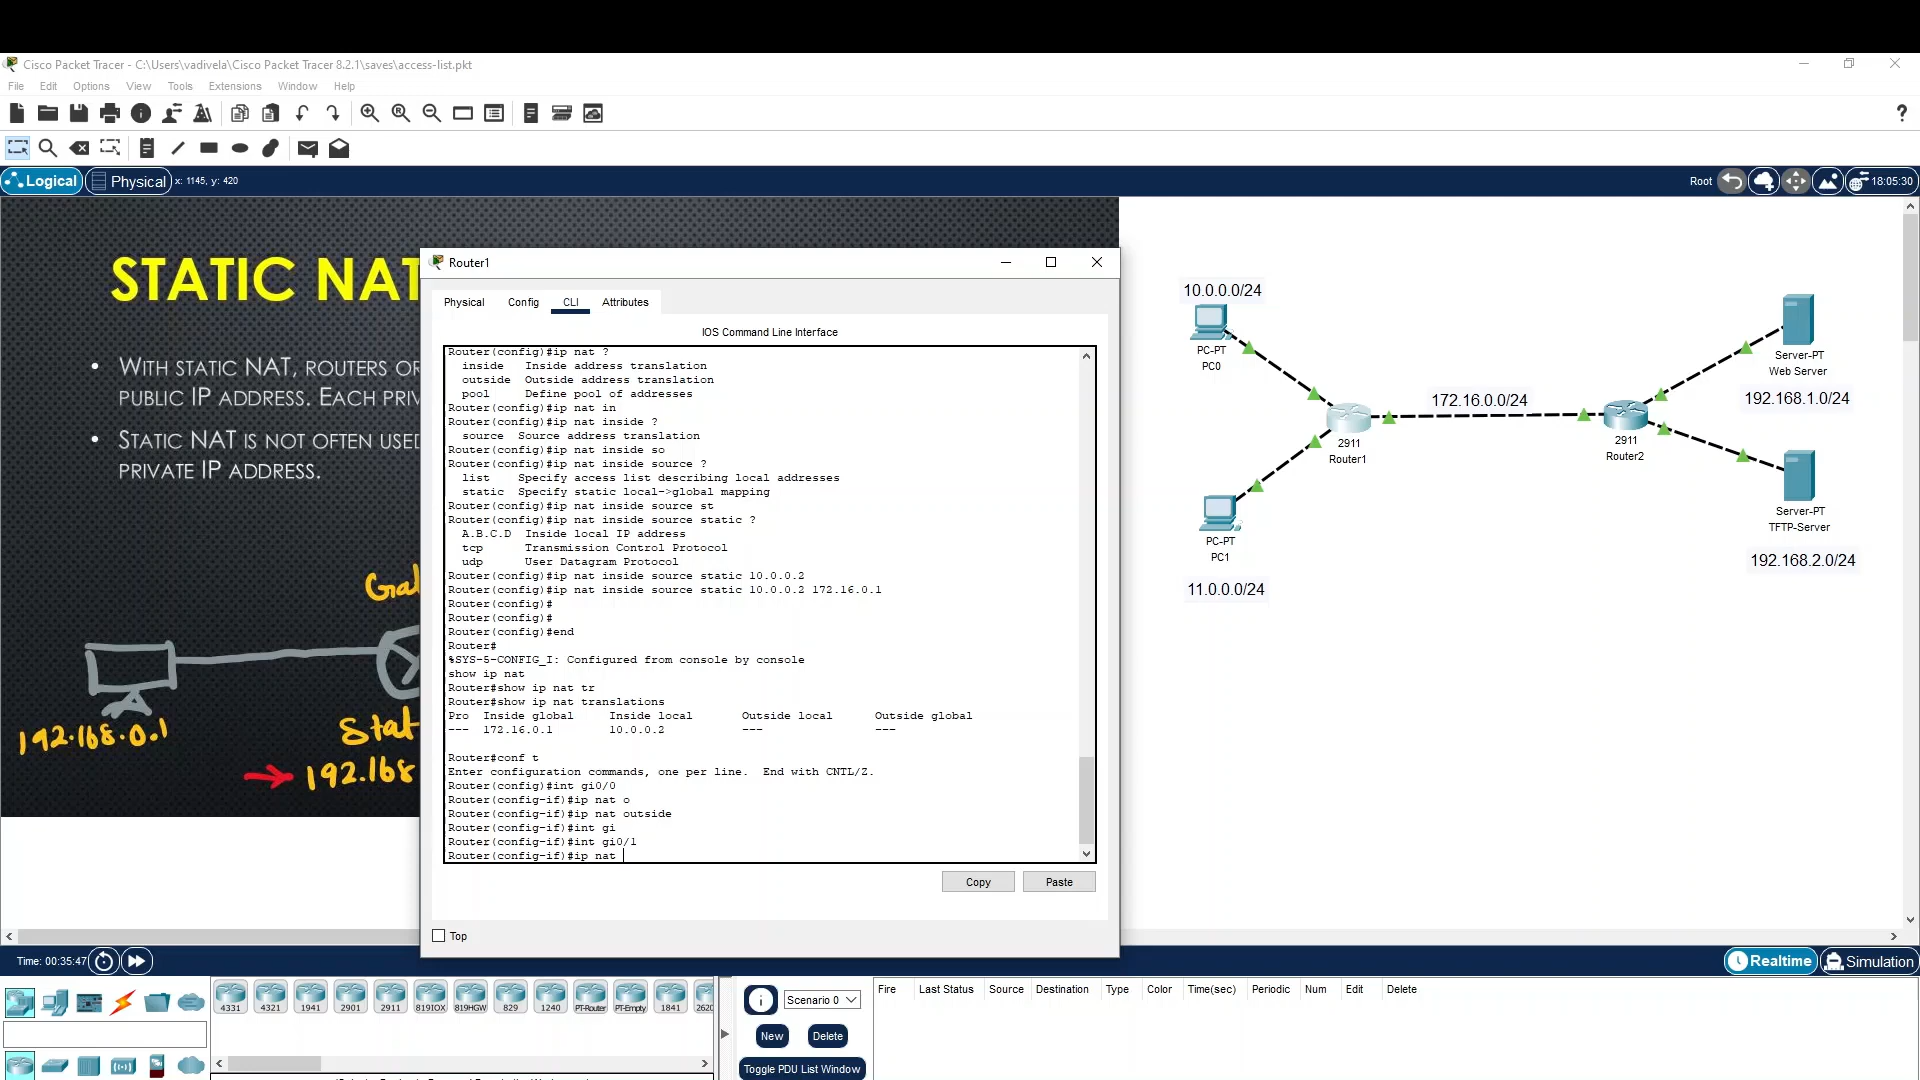 Cisco Packet Tracer - C:\Users\vadivela\Cisco Packet Tracer 8.2.1\saves\access-list.pkt
File Edit Options View Tools Extensions Window Help
Logical Physical x: 1145, y: 420
Root 18:05:30
STATIC NAT
• WITH STATIC NAT, ROUTERS OR
PUBLIC IP ADDRESS. EACH PRIV
• STATIC NAT IS NOT OFTEN USED
PRIVATE IP ADDRESS.
192.168.0.1
192.168
Router1
Physical Config CLI Attributes
IOS Command Line Interface
Router(config)#ip nat ?
inside Inside address translation
outside Outside address translation
pool Define pool of addresses
Router(config)#ip nat in
Router(config)#ip nat inside ?
source Source address translation
Router(config)#ip nat inside so
Router(config)#ip nat inside source ?
list Specify access list describing local addresses
static Specify static local->global mapping
Router(config)#ip nat inside source st
Router(config)#ip nat inside source static ?
A.B.C.D Inside local IP address
tcp Transmission Control Protocol
udp User Datagram Protocol
Router(config)#ip nat inside source static 10.0.0.2
Router(config)#ip nat inside source static 10.0.0.2 172.16.0.1
Router(config)#
Router(config)#
Router(config)#end
Router#
%SYS-5-CONFIG_I: Configured from console by console
show ip nat
Router#show ip nat tr
Router#show ip nat translations
Pro Inside global Inside local Outside local Outside global
--- 172.16.0.1 10.0.0.2 --- ---
Router#conf t
Enter configuration commands, one per line. End with CNTL/Z.
Router(config)#int gi0/0
Router(config-if)#ip nat o
Router(config-if)#ip nat outside
Router(config-if)#int gi
Router(config-if)#int gi0/1
Router(config-if)#ip nat
Copy Paste
Top
10.0.0.0/24
PC-PT
PC0
172.16.0.0/24
2911
Router1
2911
Router2
Server-PT
Web Server
192.168.1.0/24
PC-PT
PC1
11.0.0.0/24
Server-PT
TFTP-Server
192.168.2.0/24
Time: 00:35:47
Realtime Simulation
4331 4321 1941 2901 2911 819IOX 819HGW 829 1240 PT-Router PT-Empty 1841 2620
Scenario 0
New Delete
Toggle PDU List Window
Fire Last Status Source Destination Type Color Time(sec) Periodic Num Edit Delete